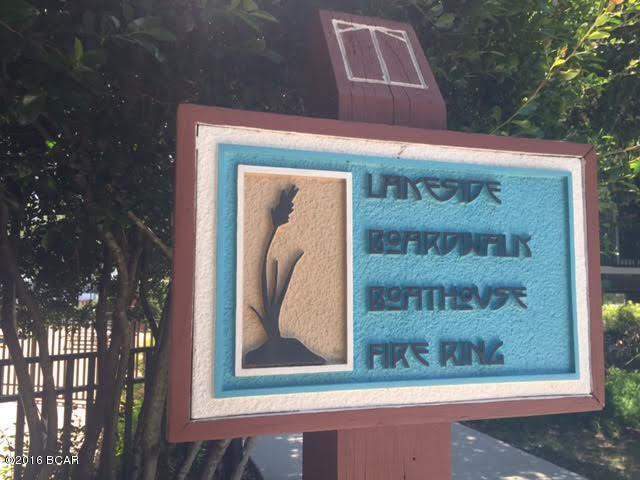 LAKESIDE
BOARDWALK
BOATHOUSE
FIRE RING
©2016 BCAR